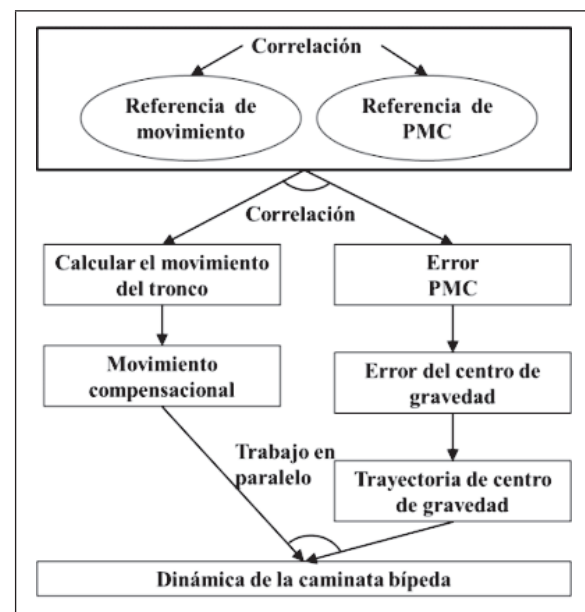 Correlación
Referencia de
movimiento
Referencia de
PMC
Correlación
Calcular el movimiento
del tronco
Error
PMC
Movimiento
compensacional
Error del centro de
gravedad
Trabajo en
paralelo
Trayectoria de centro
de gravedad
Dinámica de la caminata bípeda